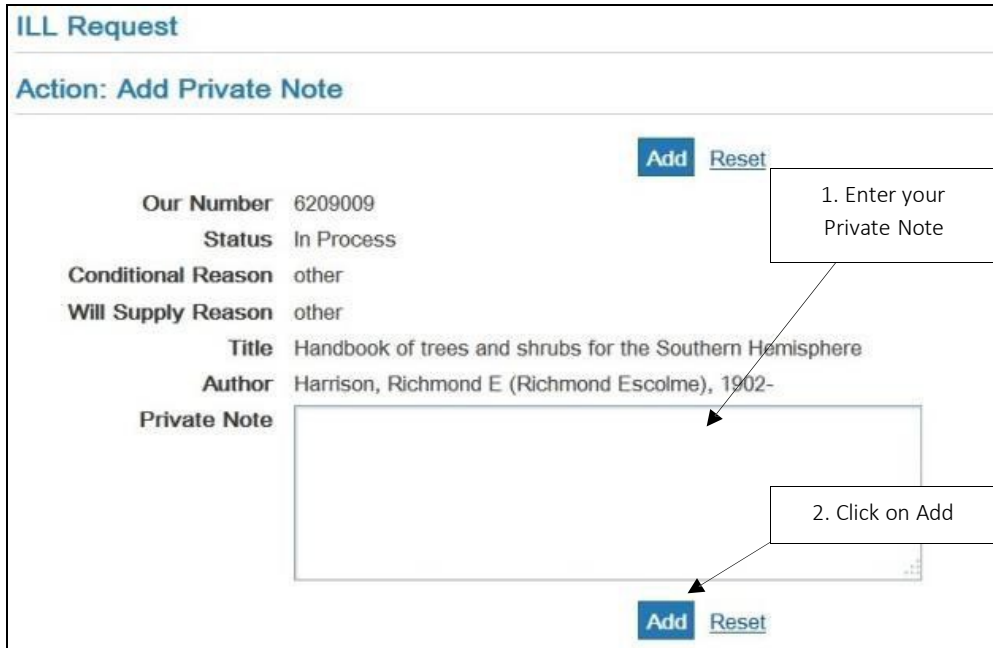 ILL Request
Action: Add Private Note
Add Reset
1. Enter your
Private Note
Our Number 6209009
Status In Process
Conditional Reason other
Will Supply Reason other
Title Handbook of trees and shrubs for the Southern Hemisphere
Author Harrison, Richmond E (Richmond Escolme), 1902-
Private Note
2. Click on Add
Add Reset